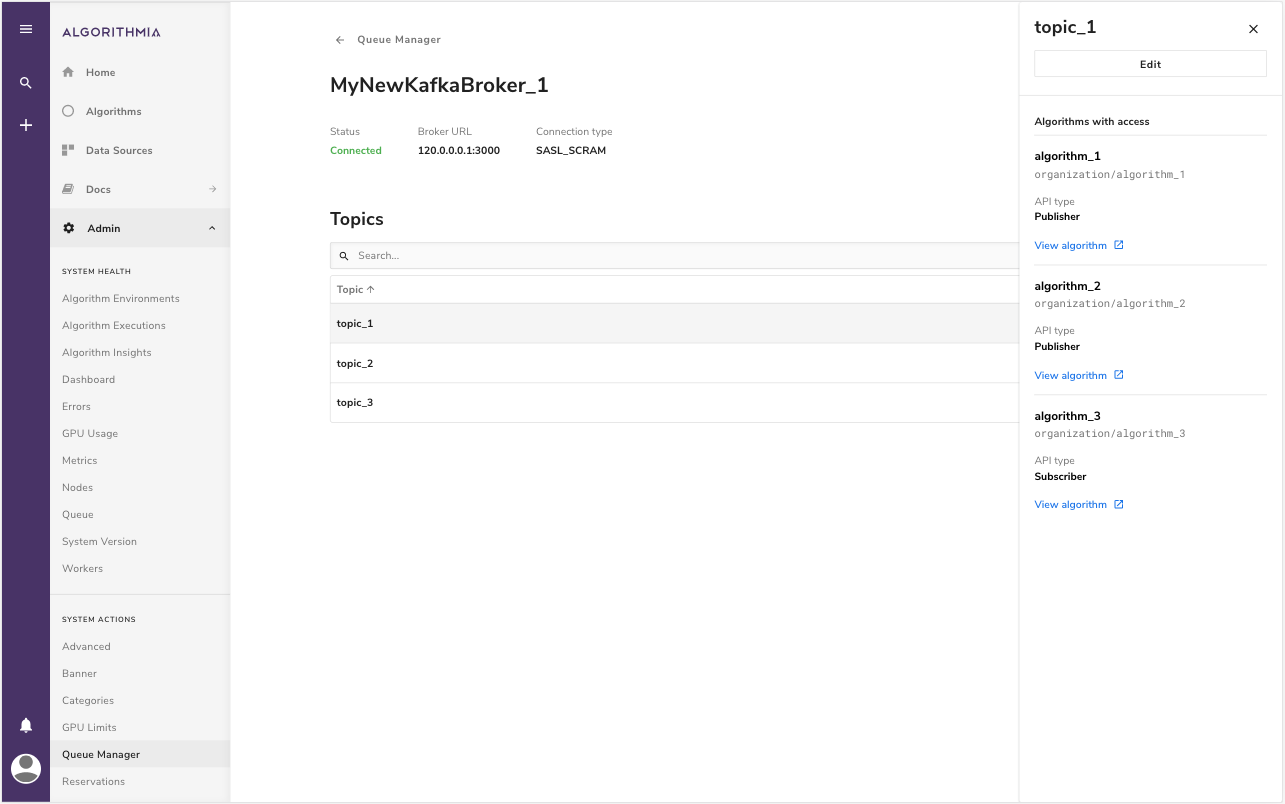 ALGORITHMIA
Home
Algorithms
Data Sources
Docs
Admin
SYSTEM HEALTH
Algorithm Environments
Algorithm Executions
Algorithm Insights
Dashboard
Errors
GPU Usage
Metrics
Nodes
Queue
System Version
Workers
SYSTEM ACTIONS
Advanced
Banner
Categories
GPU Limits
Queue Manager
Reservations
Queue Manager
MyNewKafkaBroker_1
Status Broker URL Connection type
Connected 120.0.0.0.1:3000 SASL_SCRAM
Topics
Search...
Topic
topic_1
topic_2
topic_3
topic_1
Edit
Algorithms with access
algorithm_1
organization/algorithm_1
API type
Publisher
View algorithm
algorithm_2
organization/algorithm_2
API type
Publisher
View algorithm
algorithm_3
organization/algorithm_3
API type
Subscriber
View algorithm